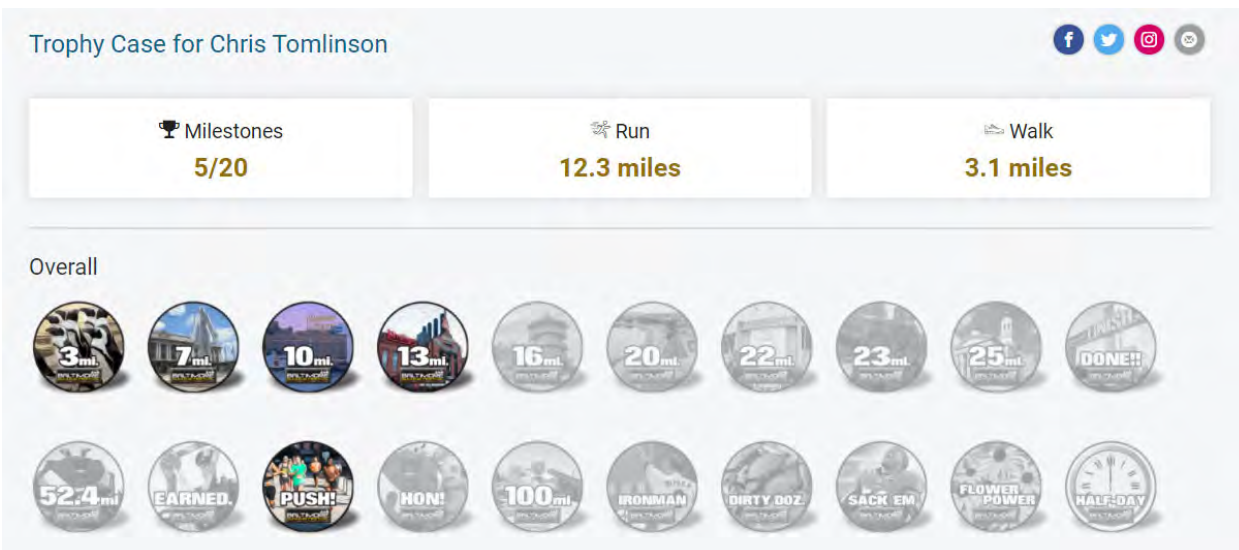 Trophy Case for Chris Tomlinson
Milestones
Run
Walk
5/20
12.3 miles
3.1 miles
Overall
3mi.
7mi.
10mi.
13mi.
16mi.
20mi.
22mi.
23mi.
25mi.
DONE!!
52.4mi
EARNED.
PUSH!
HON!
100mi.
IRONMAN
DIRTY DOZ.
SACK EM
FLOWER
POWER
HALF-DAY